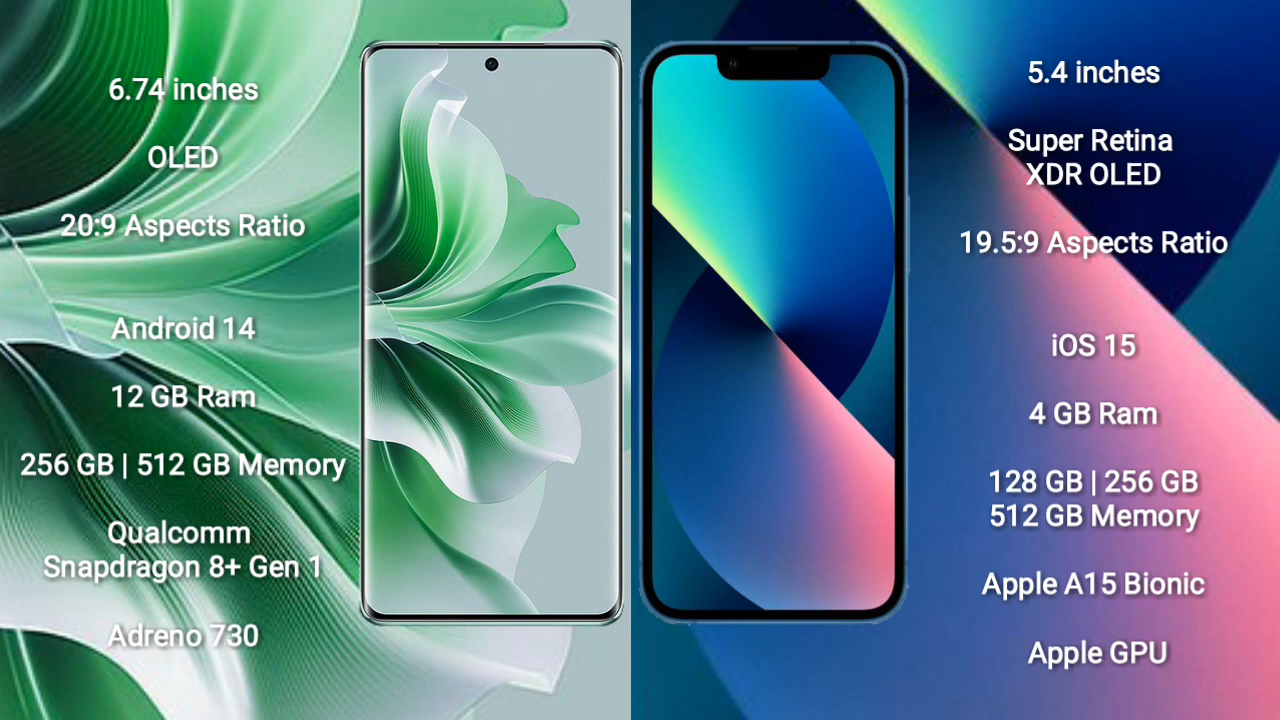 6.74 inches
OLED
20:9 Aspects Ratio
Android 14
12 GB Ram
256 GB | 512 GB Memory
Qualcomm
Snapdragon 8+ Gen 1
Adreno 730
5.4 inches
Super Retina
XDR OLED
19.5:9 Aspects Ratio
iOS 15
4 GB Ram
128 GB | 256 GB
512 GB Memory
Apple A15 Bionic
Apple GPU